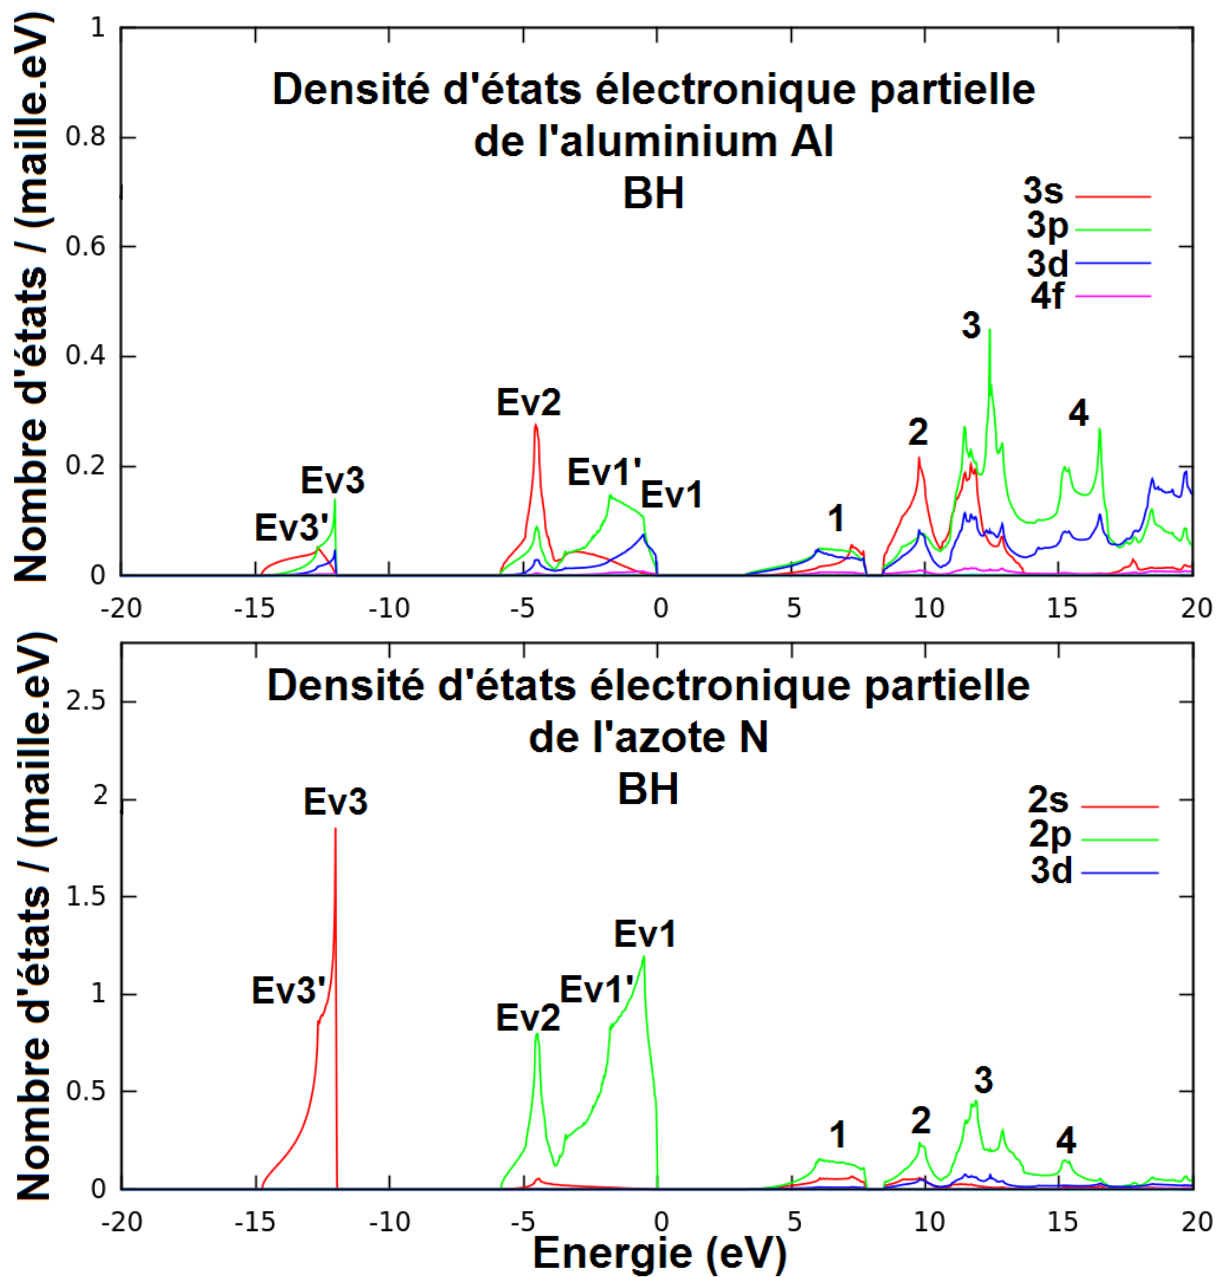 Nombre d'états / (maille.eV)
1
0.8
0.6
0.4
0.2
0
Densité d'états électronique partielle
de l'aluminium Al
BH
3s
3p
3d
4f
Ev3'
Ev3
Ev2
Ev1'
Ev1
1
2
3
4
-20 -15 -10 -5 0 5 10 15 20
Nombre d'états / (maille.eV)
2.5
2
1.5
1
0.5
0
Densité d'états électronique partielle
de l'azote N
BH
2s
2p
3d
Ev3
Ev3'
Ev2
Ev1'
Ev1
1
2
3
4
-20 -15 -10 -5 0 5 10 15 20
Energie (eV)